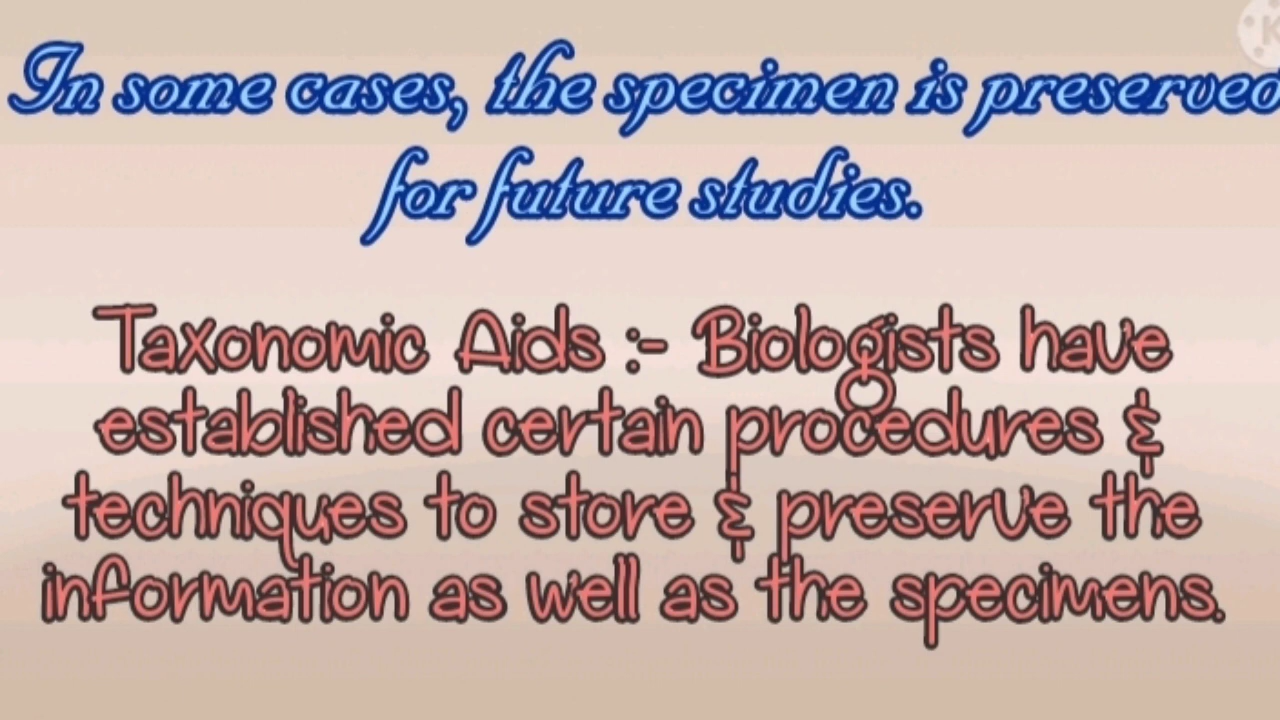 In some cases, the specimen is preserved
for future studies.
Taxonomic Aids :- Biologists have
established certain procedures &
techniques to store & preserve the
information as well as the specimens.